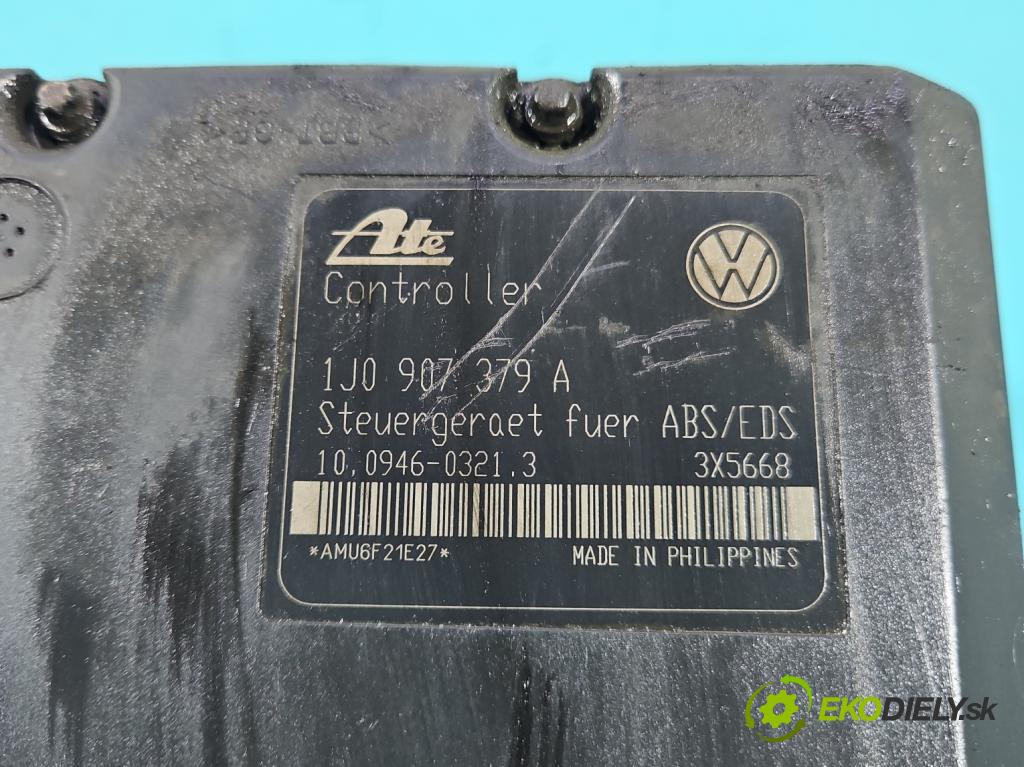 Ate
Controller
1J0 907 379 A
Steuergeraet fuer ABS/EDS
10.0946-0321.3 3X5668
*AMU6F21E27* MADE IN PHILIPPINES
EKODIELY.sk